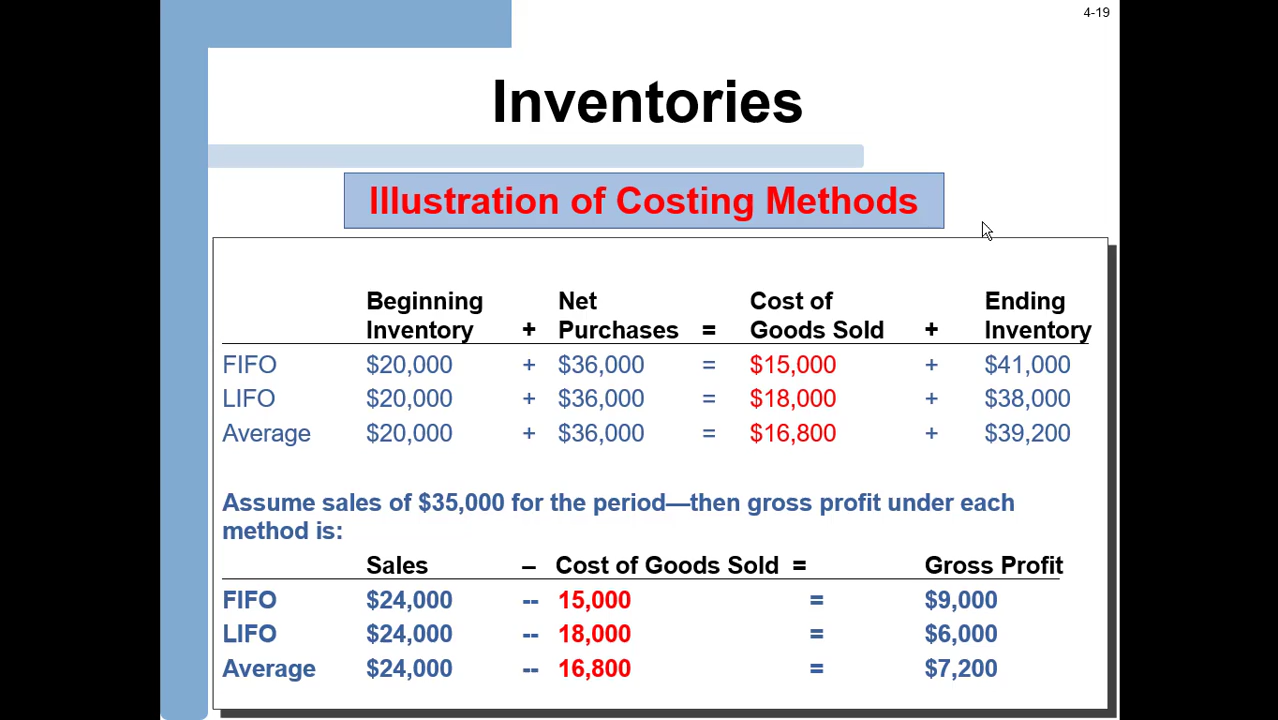 4-19
Inventories
Illustration of Costing Methods
Beginning Net Cost of Ending
Inventory + Purchases = Goods Sold + Inventory
FIFO $20,000 + $36,000 = $15,000 + $41,000
LIFO $20,000 + $36,000 = $18,000 + $38,000
Average $20,000 + $36,000 = $16,800 + $39,200
Assume sales of $35,000 for the period—then gross profit under each
method is:
Sales – Cost of Goods Sold = Gross Profit
FIFO $24,000 -- 15,000 = $9,000
LIFO $24,000 -- 18,000 = $6,000
Average $24,000 -- 16,800 = $7,200